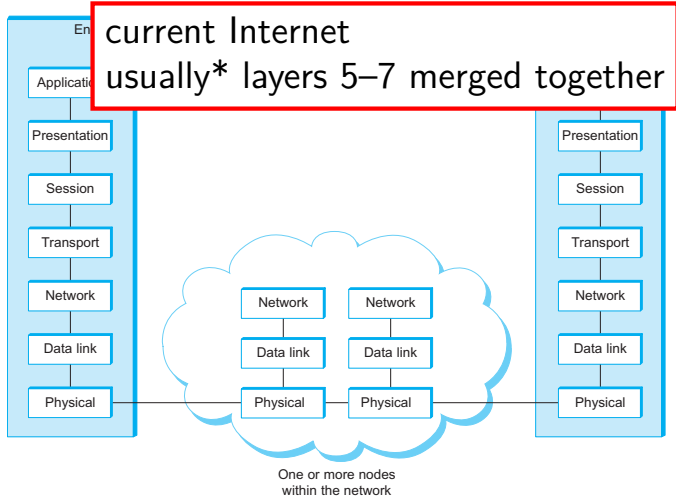 En
current Internet
usually* layers 5–7 merged together
Applicatio
Presentation
Session
Transport
Network
Data link
Physical
Network
Data link
Physical
Network
Data link
Physical
Presentation
Session
Transport
Network
Data link
Physical
One or more nodes
within the network